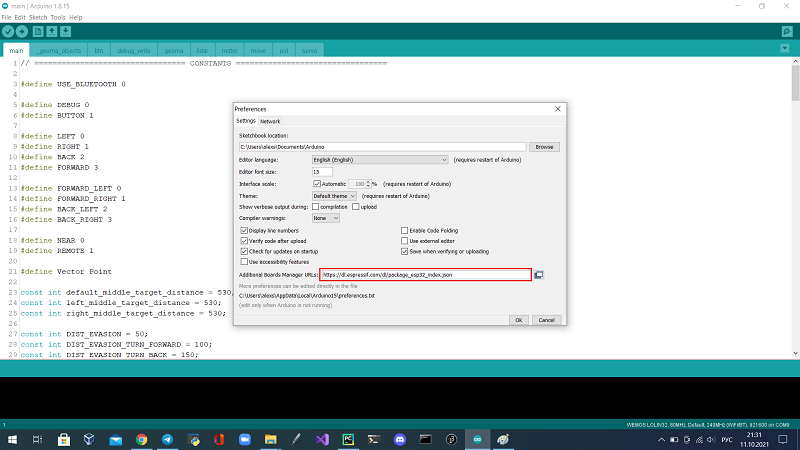 main | Arduino 1.8.15
File Edit Sketch Tools Help
main _geoma_objects btn debug_write geoma lidar motor move pid servo
1 // ================================= CONSTANTS =================================
2
3 #define USE_BLUETOOTH 0
4
5 #define DEBUG 0
6 #define BUTTON 1
7
8 #define LEFT 0
9 #define RIGHT 1
10 #define BACK 2
11 #define FORWARD 3
12
13 #define FORWARD_LEFT 0
14 #define FORWARD_RIGHT 1
15 #define BACK_LEFT 2
16 #define BACK_RIGHT 3
17
18 #define NEAR 0
19 #define REMOTE 1
20
21 #define Vector Point
22
23 const int default_middle_target_distance = 530,
24 const int left_middle_target_distance = 530;
25 const int right_middle_target_distance = 530;
26
27 const int DIST_EVASION = 50;
28 const int DIST_EVASION_TURN_FORWARD = 100;
29 const int DIST_EVASION_TURN_BACK = 150;
Preferences
Settings Network
Sketchbook location:
C:\Users\alexs\Documents\Arduino Browse
Editor language: English (English) (requires restart of Arduino)
Editor font size: 15
Interface scale: Automatic 100 % (requires restart of Arduino)
Theme: Default theme (requires restart of Arduino)
Show verbose output during: compilation upload
Compiler warnings: None
Display line numbers Enable Code Folding
Verify code after upload Use external editor
Check for updates on startup Save when verifying or uploading
Use accessibility features
Additional Boards Manager URLs: https://dl.espressif.com/dl/package_esp32_index.json
More preferences can be edited directly in the file
C:\Users\alexs\AppData\Local\Arduino15\preferences.txt
(edit only when Arduino is not running)
OK Cancel
1 WEMOS LOLIN32, 80MHz, Default, 240MHz (WiFi/BT), 921600 on COM9
РУС 21:31
11.10.2021